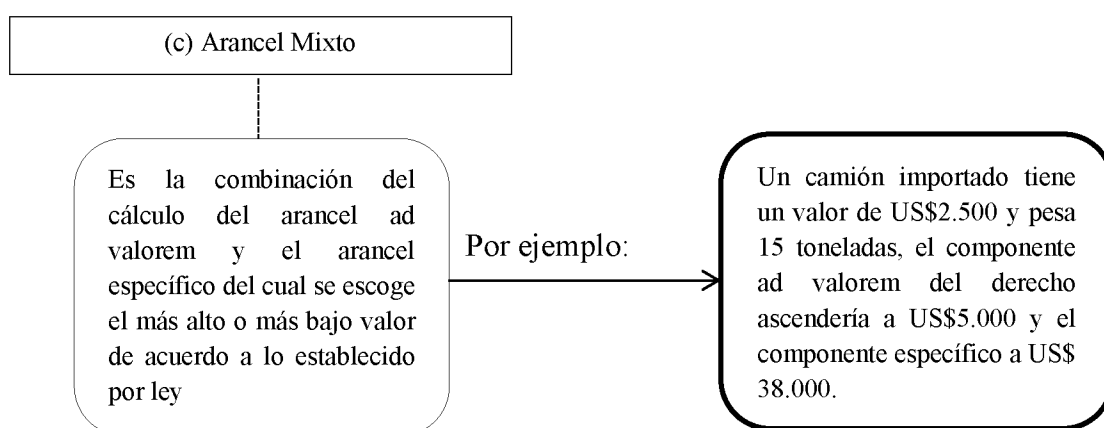 (c) Arancel Mixto
Es la combinación del
cálculo del arancel ad
valorem y el arancel
específico del cual se escoge
el más alto o más bajo valor
de acuerdo a lo establecido
por ley
Por ejemplo:
Un camión importado tiene
un valor de US$2.500 y pesa
15 toneladas, el componente
ad valorem del derecho
ascendería a US$5.000 y el
componente específico a US$
38.000.